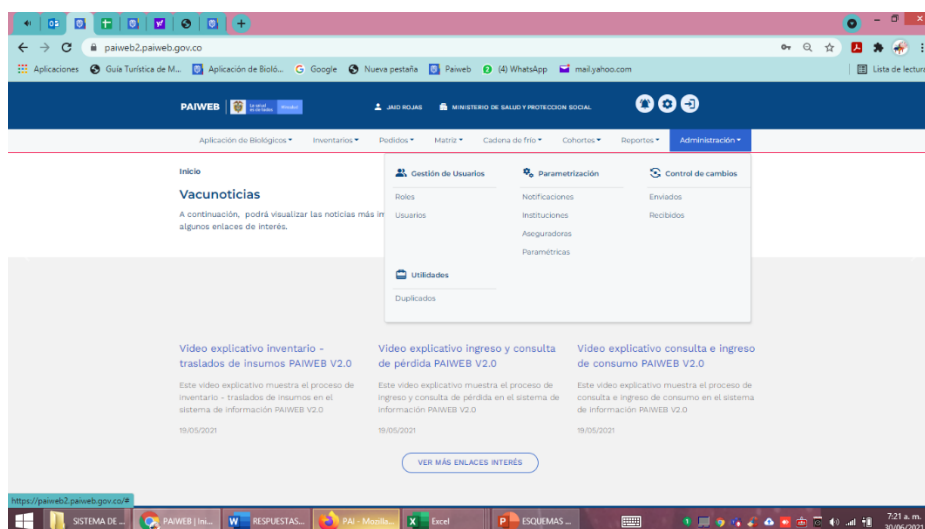 paiweb2.paiweb.gov.co
Aplicaciones Guía Turística de M... Aplicación de Bioló... Google Nueva pestaña Paiweb (4) WhatsApp mail.yahoo.com Lista de lectura
PAIWEB JAID ROJAS MINISTERIO DE SALUD Y PROTECCION SOCIAL
Aplicación de Biológicos Inventarios Pedidos Matriz Cadena de frío Cohortes Reportes Administración
Inicio
Vacunoticias
A continuación, podrá visualizar las noticias más im
algunos enlaces de interés.
Gestión de Usuarios
Roles
Usuarios
Parametrización
Notificaciones
Instituciones
Aseguradoras
Paramétricas
Control de cambios
Enviados
Recibidos
Utilidades
Duplicados
Video explicativo inventario -
traslados de insumos PAIWEB V2.0
Este video explicativo muestra el proceso de
inventario - traslados de insumos en el
sistema de información PAIWEB V2.0
19/05/2021
Video explicativo ingreso y consulta
de pérdida PAIWEB V2.0
Este video explicativo muestra el proceso de
ingreso y consulta de pérdida en el sistema de
información PAIWEB V2.0
19/05/2021
Video explicativo consulta e ingreso
de consumo PAIWEB V2.0
Este video explicativo muestra el proceso de
consulta e ingreso de consumo en el sistema
de información PAIWEB V2.0
19/05/2021
VER MÁS ENLACES INTERÉS
https://paiweb2.paiweb.gov.co/#
SISTEMA DE ... PAIWEB | Ini... RESPUESTAS... PAI - Mozilla... Excel ESQUEMAS ...
7:21 a. m.
30/06/2021